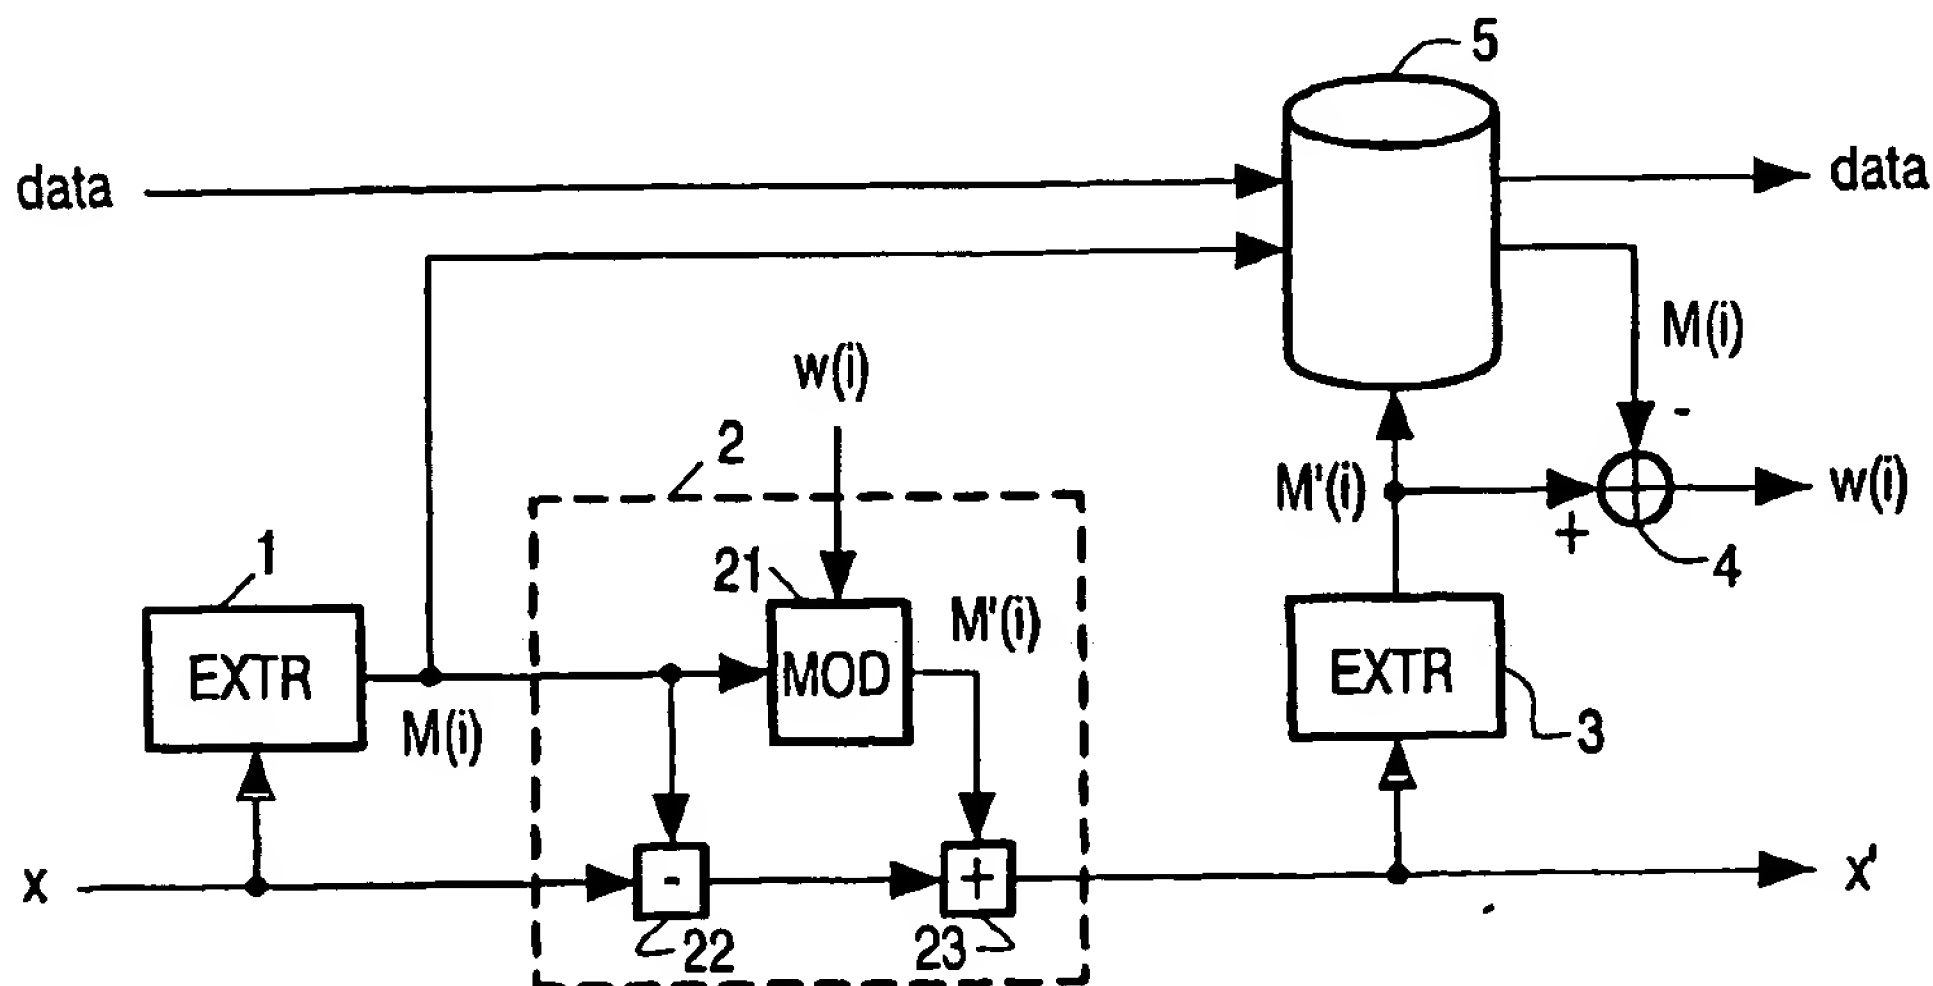 5
data
data
M(i)
w(i)
2
M'(i)
w(i)
+
-
4
1
21
M'(i)
EXTR
MOD
EXTR
M(i)
3
x
-
+
x'
22
23